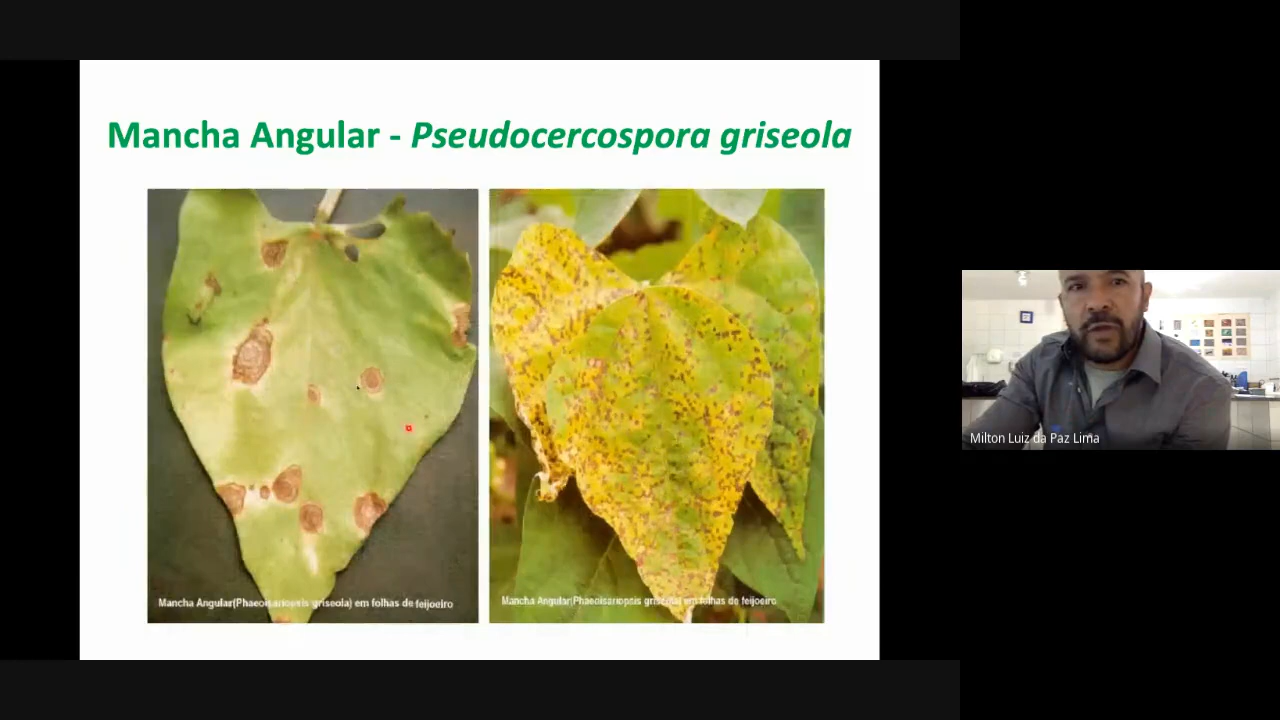 Mancha Angular - Pseudocercospora griseola
Mancha Angular(Phaeoisariopsis griseola) em folhas de feijoeiro
Mancha Angular(Phaeoisariopsis griseola) em folhas de feijoeiro
Milton Luiz da Paz Lima